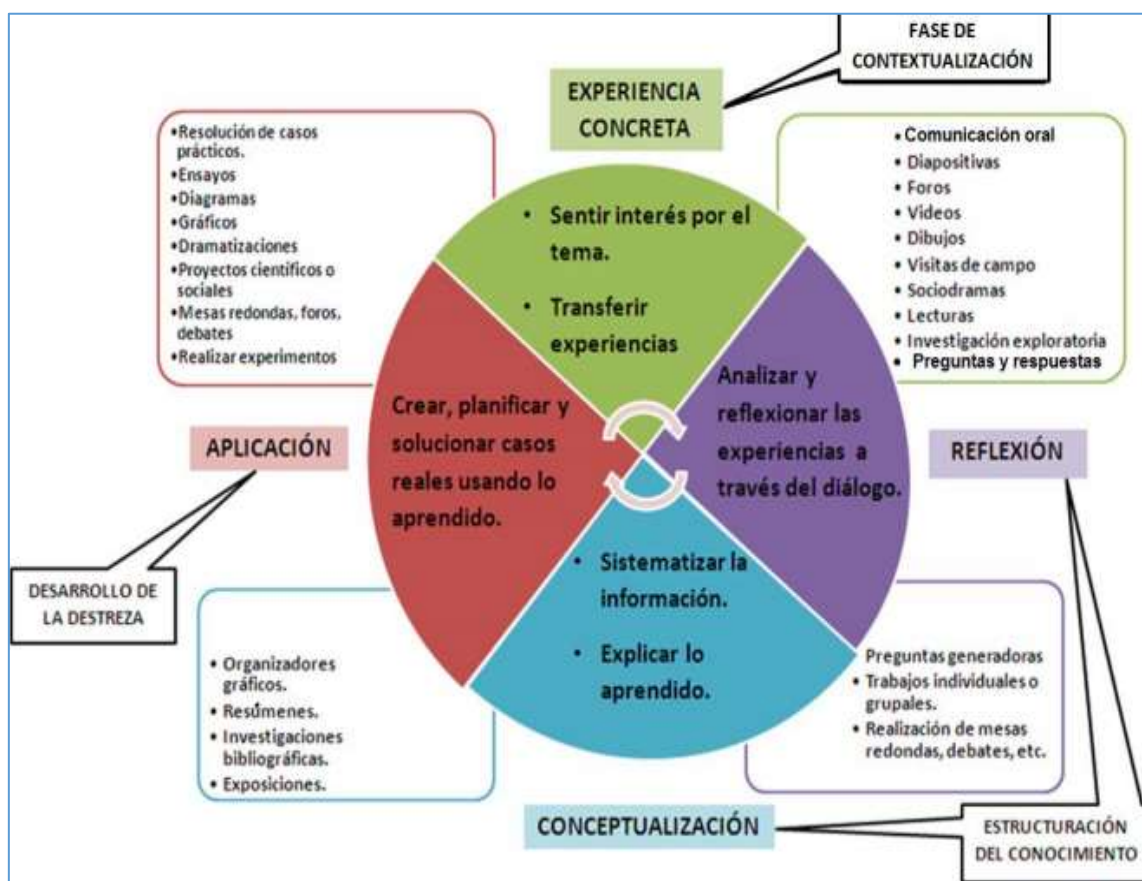 FASE DE
CONTEXTUALIZACIÓN
EXPERIENCIA
CONCRETA
•Resolución de casos
prácticos.
•Ensayos
•Diagramas
•Gráficos
•Dramatizaciones
•Proyectos científicos o
sociales
•Mesas redondas, foros,
debates
•Realizar experimentos
• Sentir interés por el
tema.
• Transferir
experiencias
• Comunicación oral
• Diapositivas
• Foros
• Videos
• Dibujos
• Visitas de campo
• Sociodramas
• Lecturas
• Investigación exploratoria
• Preguntas y respuestas
APLICACIÓN
Crear, planificar y
solucionar casos
reales usando lo
aprendido.
Analizar y
reflexionar las
experiencias a
través del diálogo.
REFLEXIÓN
DESARROLLO DE
LA DESTREZA
• Organizadores
gráficos.
• Resúmenes.
• Investigaciones
bibliográficas.
• Exposiciones.
• Sistematizar la
información.
• Explicar lo
aprendido.
Preguntas generadoras
• Trabajos individuales o
grupales.
• Realización de mesas
redondas, debates, etc.
CONCEPTUALIZACIÓN
ESTRUCTURACIÓN
DEL CONOCIMIENTO